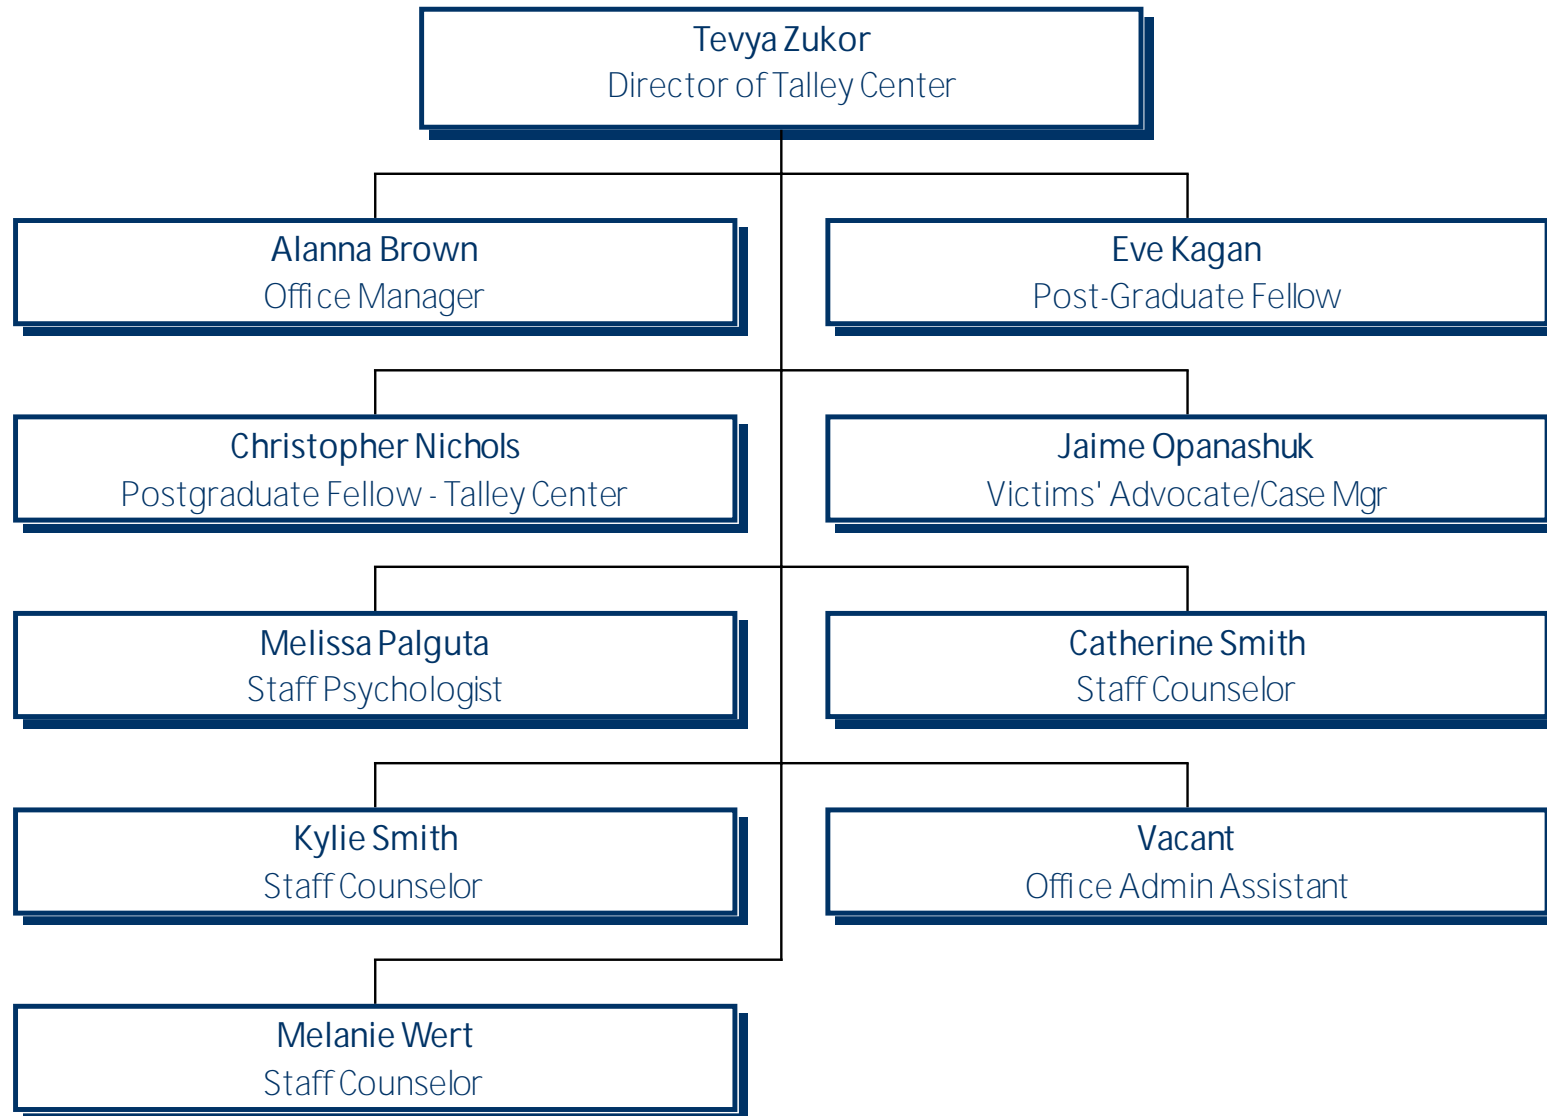 Tevya Zukor
Director of Talley Center
Alanna Brown
Office Manager
Eve Kagan
Post-Graduate Fellow
Christopher Nichols
Postgraduate Fellow - Talley Center
Jaime Opanashuk
Victims' Advocate/Case Mgr
Melissa Palguta
Staff Psychologist
Catherine Smith
Staff Counselor
Kylie Smith
Staff Counselor
Vacant
Office Admin Assistant
Melanie Wert
Staff Counselor